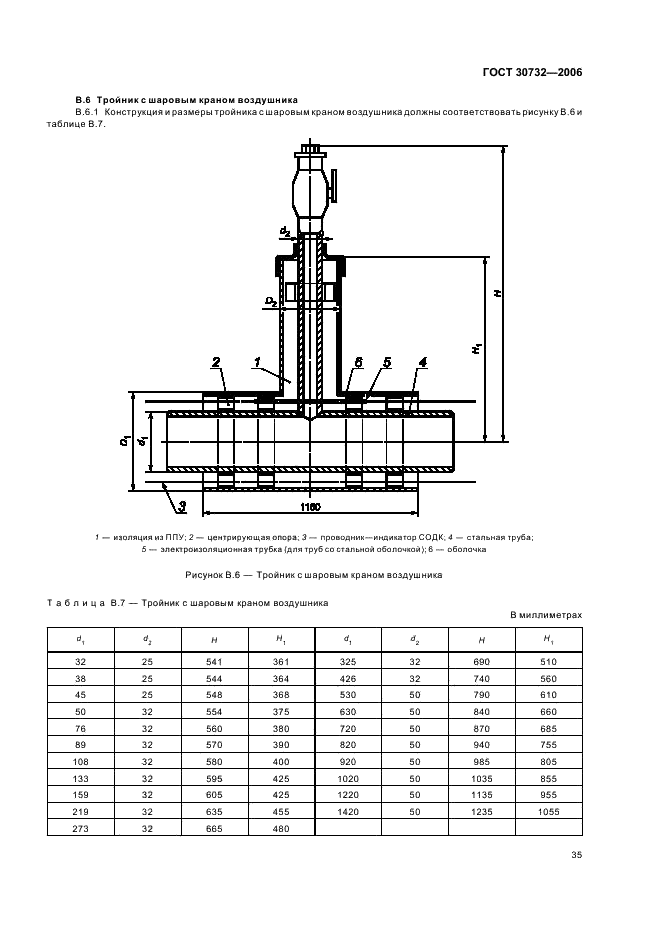 ГОСТ 30732—2006
В.6 Тройник с шаровым краном воздушника
В.6.1 Конструкция и размеры тройника с шаровым краном воздушника должны соответствовать рисунку В.6 и
таблице В.7.
d2
D2
H
H1
2
1
6
5
4
D1
d1
3
1160
1 — изоляция из ППУ; 2 — центрирующая опора; 3 — проводник—индикатор СОДК; 4 — стальная труба;
5 — электроизоляционная трубка (для труб со стальной оболочкой); 6 — оболочка
Рисунок В.6 — Тройник с шаровым краном воздушника
Т а б л и ц а В.7 — Тройник с шаровым краном воздушника
В миллиметрах
d1 d2 H H1 d1 d2 H H1
32 25 541 361 325 32 690 510
38 25 544 364 426 32 740 560
45 25 548 368 530 50 790 610
50 32 554 375 630 50 840 660
76 32 560 380 720 50 870 685
89 32 570 390 820 50 940 755
108 32 580 400 920 50 985 805
133 32 595 425 1020 50 1035 855
159 32 605 425 1220 50 1135 955
219 32 635 455 1420 50 1235 1055
273 32 665 480
35